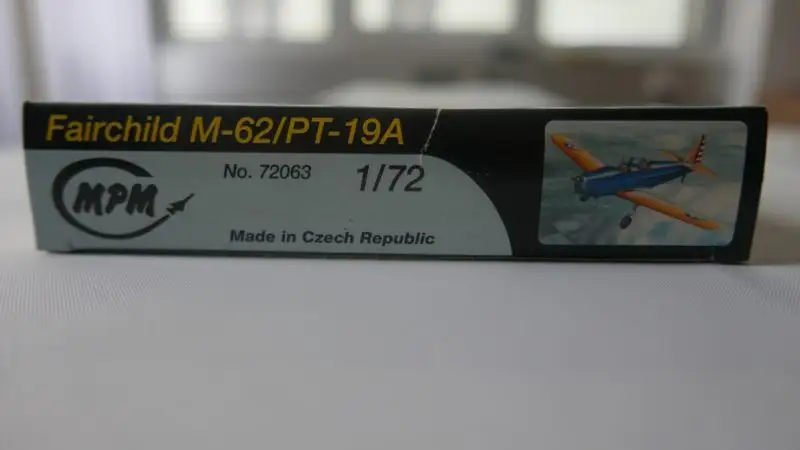 Fairchild M-62/PT-19A
MPM
No. 72063
1/72
Made in Czech Republic